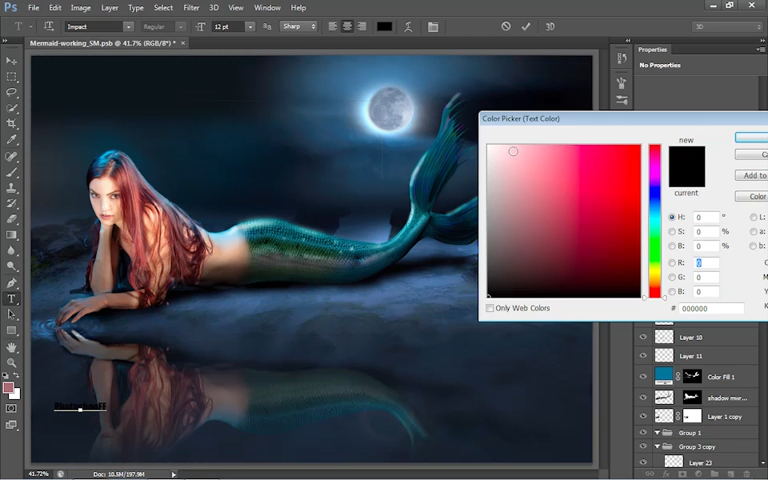 Ps File Edit Image Layer Type Select Filter 3D View Window Help
Impact Regular 12 pt Sharp 3D 3D
Mermaid-working_SM.psb @ 41.7% (RGB/8*) *
Properties
No Properties
Color Picker (Text Color)
new
current
Add to
Color
H: 0 °
S: 0 %
B: 0 %
R: 0
G: 0
B: 0
L:
a:
b:
# 000000
Only Web Colors
Layer 10
Layer 11
Color Fill 1
shadow mwr...
Layer 1 copy
Group 1
Group 3 copy
Layer 23
41.72% Doc: 10.5M/197.9M